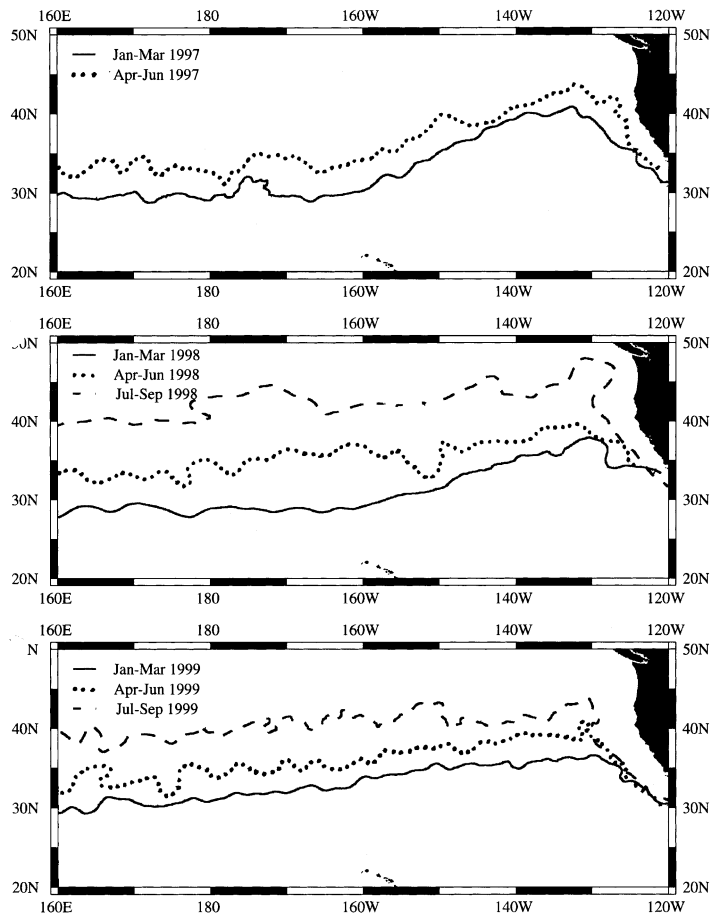 160E 180 160W 140W 120W
50N 50N
Jan-Mar 1997
Apr-Jun 1997
40N 40N
30N 30N
20N 20N
160E 180 160W 140W 120W
160E 180 160W 140W 120W
50N
Jan-Mar 1998
Apr-Jun 1998
Jul-Sep 1998
40N 40N
30N 30N
20N 20N
160E 180 160W 140W 120W
160E 180 160W 140W 120W
N 50N
Jan-Mar 1999
Apr-Jun 1999
Jul-Sep 1999
40N 40N
30N 30N
20N 20N
160E 180 160W 140W 120W